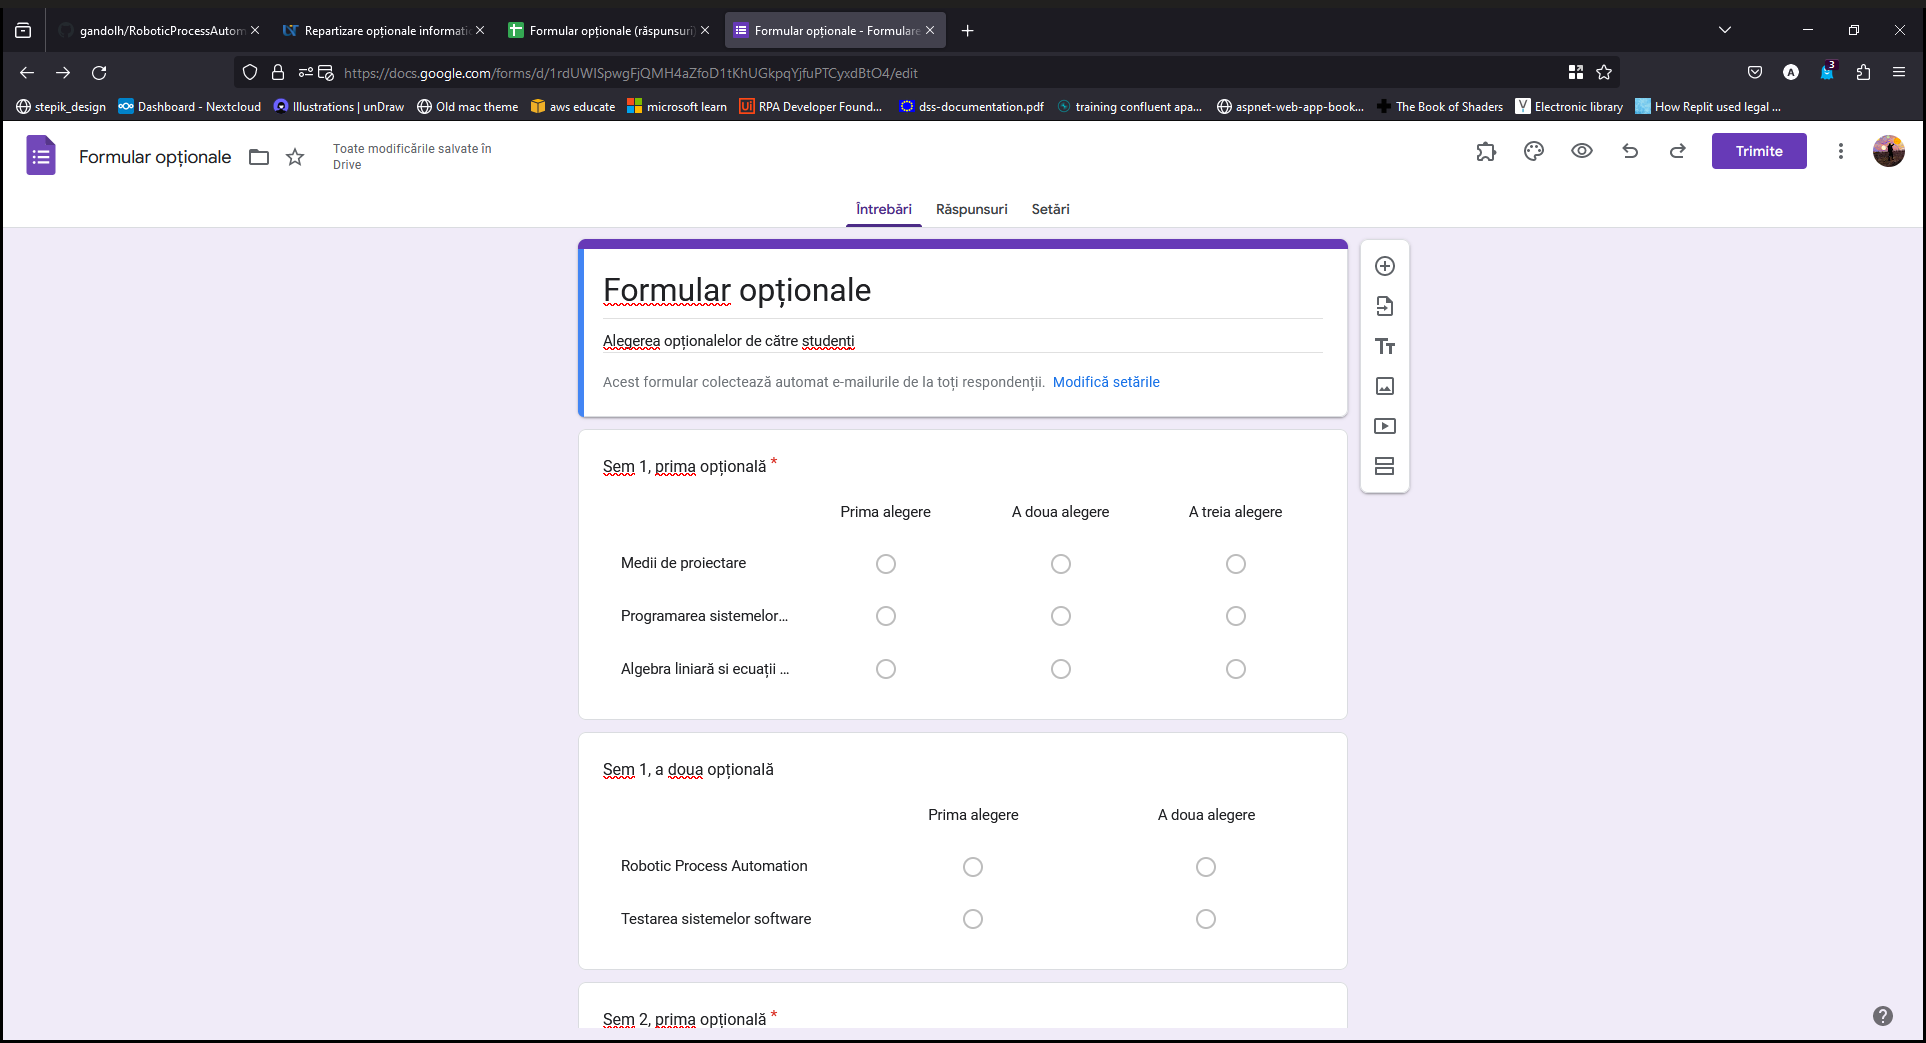 gandolh/RoboticProcessAutom
Repartizare opționale informatic
Formular opționale (răspunsuri)
Formular opționale - Formulare
https://docs.google.com/forms/d/1rdUWISpwgFjQMH4aZfoD1tKhUGkpqYjfuPTCyxdBtO4/edit
A
3
stepik_design
Dashboard - Nextcloud
Illustrations | unDraw
Old mac theme
aws educate
microsoft learn
Ui
RPA Developer Found...
dss-documentation.pdf
training confluent apa...
aspnet-web-app-book...
The Book of Shaders
V
Electronic library
How Replit used legal ...
Formular opționale
Toate modificările salvate în
Drive
Trimite
Întrebări
Răspunsuri
Setări
Formular opționale
Alegerea opționalelor de către studenți
Acest formular colectează automat e-mailurile de la toți respondenții. Modifică setările
Tт
Sem 1, prima opțională *
Prima alegere
A doua alegere
A treia alegere
Medii de proiectare
Programarea sistemelor...
Algebra liniară si ecuații ...
Sem 1, a doua opțională
Prima alegere
A doua alegere
Robotic Process Automation
Testarea sistemelor software
Sem 2, prima opțională *
?